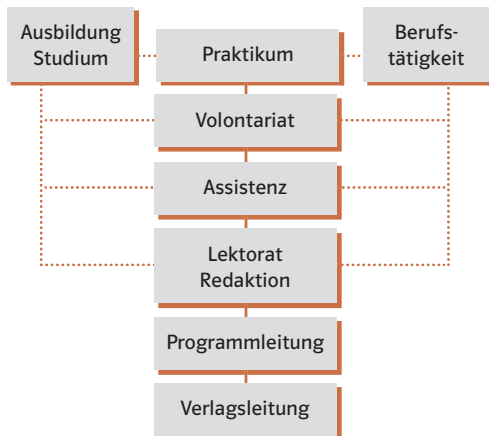 Ausbildung
Studium
Praktikum
Berufs-
tätigkeit
Volontariat
Assistenz
Lektorat
Redaktion
Programmleitung
Verlagsleitung